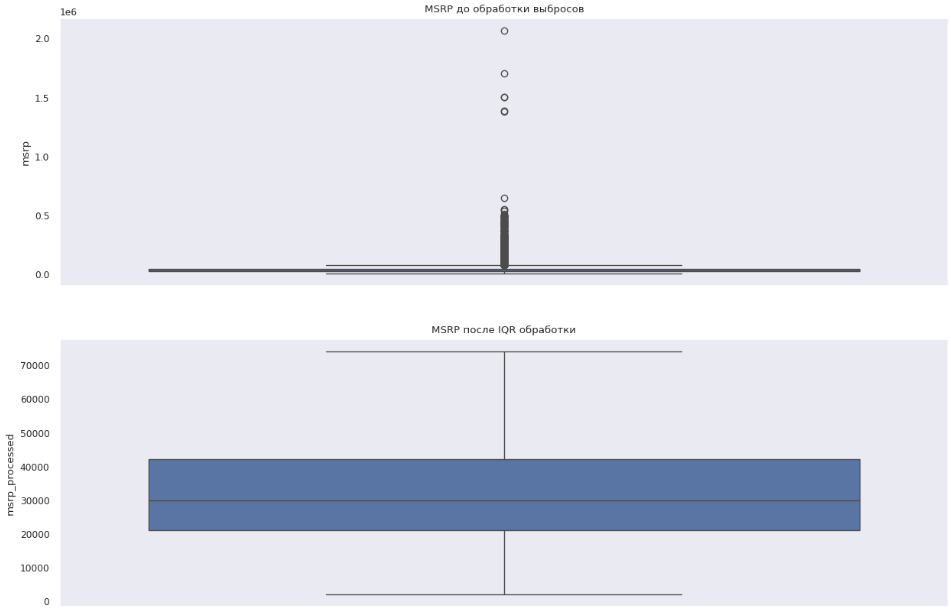 MSRP до обработки выбросов
1e6
2.0
1.5
1.0
0.5
0.0
msrp
MSRP после IQR обработки
70000
60000
50000
40000
30000
20000
10000
0
msrp_processed